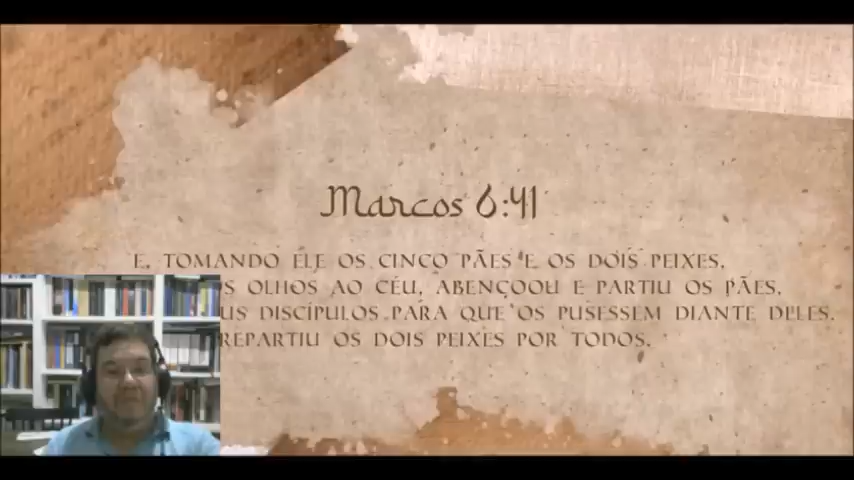 Marcos 6:41
E, TOMANDO ELE OS CINCO PÃES E OS DOIS PEIXES,
OLHOS AO CÉU, ABENÇOOU E PARTIU OS PÃES,
DISCÍPULOS PARA QUE OS PUSESSEM DIANTE DELES.
REPARTIU OS DOIS PEIXES POR TODOS.